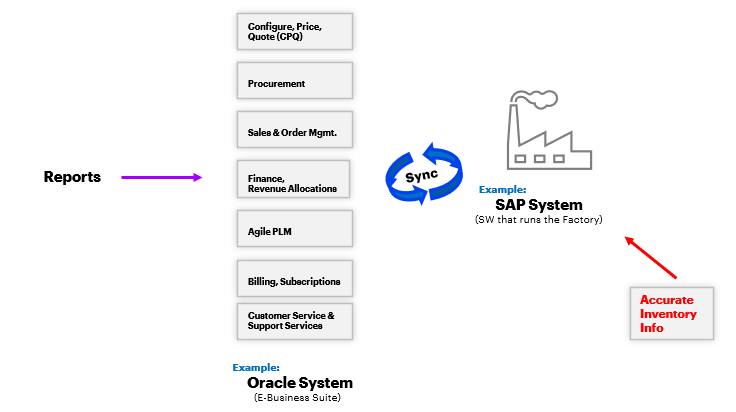 Configure, Price,
Quote (CPQ)
Procurement
Sales & Order Mgmt.
Reports
Finance,
Revenue Allocations
Sync
Example:
SAP System
(SW that runs the Factory)
Agile PLM
Billing, Subscriptions
Accurate
Inventory
Info
Customer Service &
Support Services
Example:
Oracle System
(E-Business Suite)